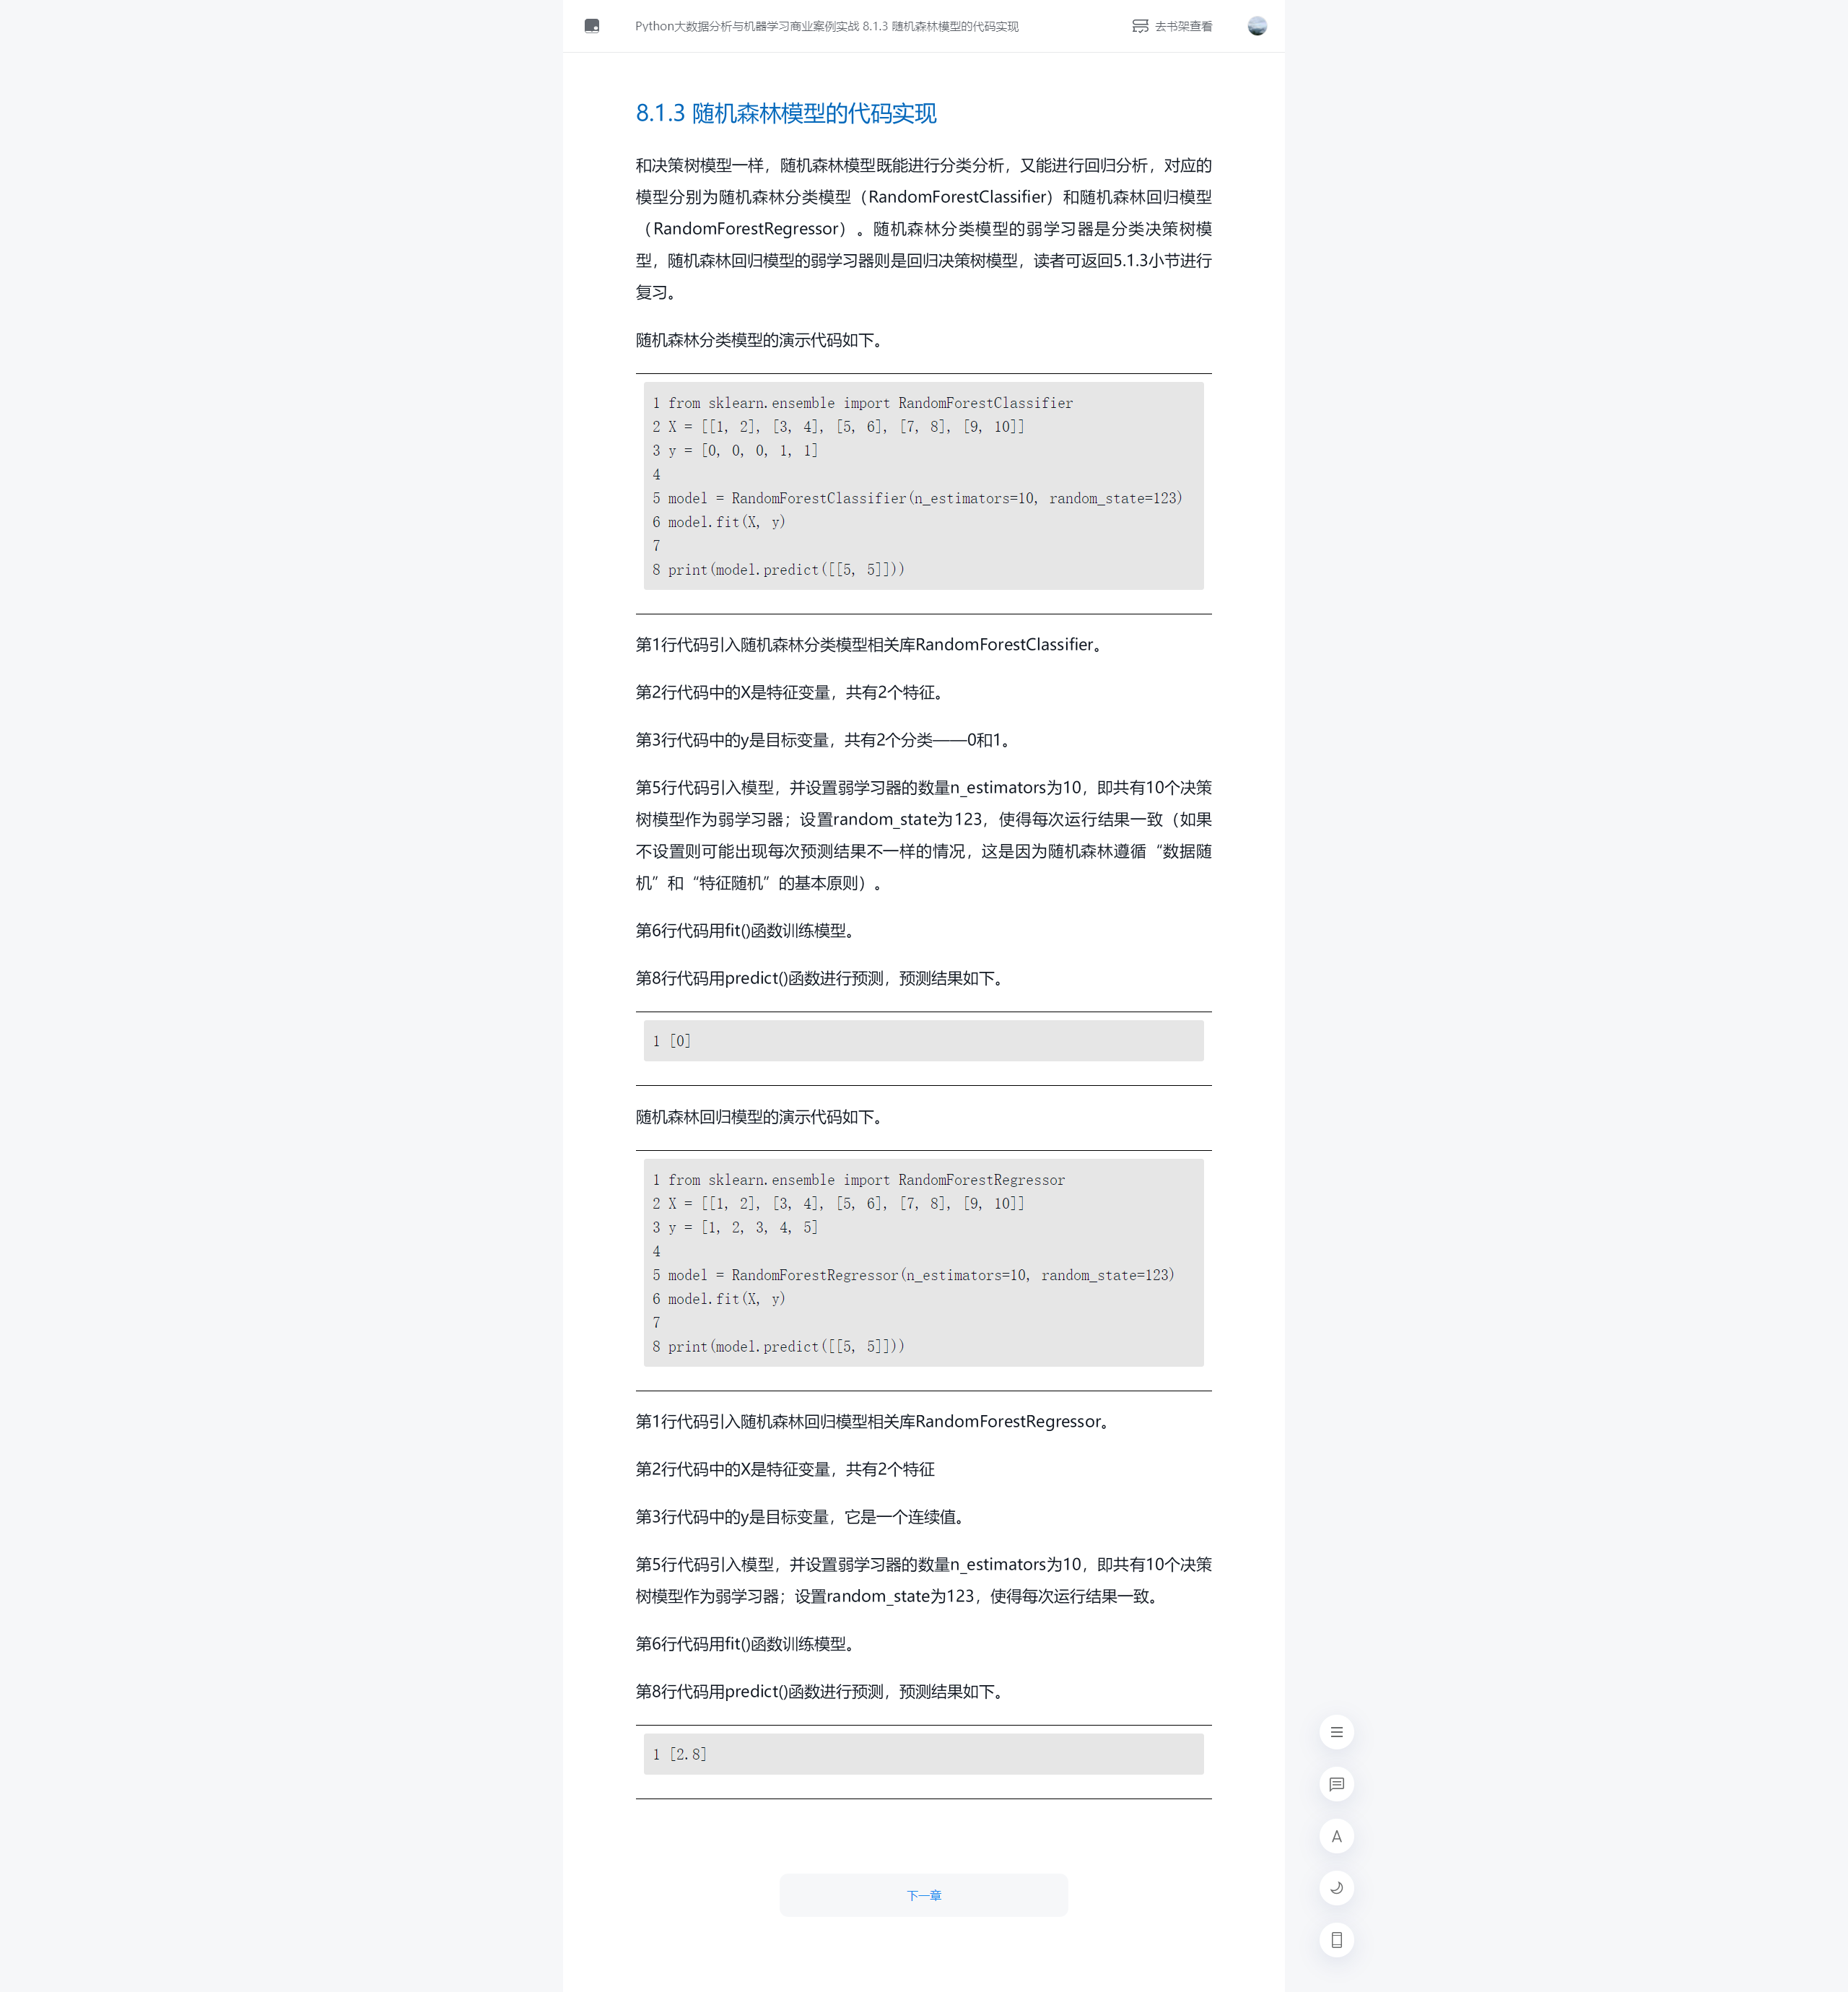 Python大数据分析与机器学习商业案例实战 8.1.3 随机森林模型的代码实现
去书架查看
8.1.3 随机森林模型的代码实现
和决策树模型一样，随机森林模型既能进行分类分析，又能进行回归分析，对应的
模型分别为随机森林分类模型（RandomForestClassifier）和随机森林回归模型
（RandomForestRegressor）。随机森林分类模型的弱学习器是分类决策树模
型，随机森林回归模型的弱学习器则是回归决策树模型，读者可返回5.1.3小节进行
复习。
随机森林分类模型的演示代码如下。
1 from sklearn.ensemble import RandomForestClassifier
2 X = [[1, 2], [3, 4], [5, 6], [7, 8], [9, 10]]
3 y = [0, 0, 0, 1, 1]
4
5 model = RandomForestClassifier(n_estimators=10, random_state=123)
6 model.fit(X, y)
7
8 print(model.predict([[5, 5]]))
第1行代码引入随机森林分类模型相关库RandomForestClassifier。
第2行代码中的X是特征变量，共有2个特征。
第3行代码中的y是目标变量，共有2个分类——0和1。
第5行代码引入模型，并设置弱学习器的数量n_estimators为10，即共有10个决策
树模型作为弱学习器；设置random_state为123，使得每次运行结果一致（如果
不设置则可能出现每次预测结果不一样的情况，这是因为随机森林遵循“数据随
机”和“特征随机”的基本原则）。
第6行代码用fit()函数训练模型。
第8行代码用predict()函数进行预测，预测结果如下。
1 [0]
随机森林回归模型的演示代码如下。
1 from sklearn.ensemble import RandomForestRegressor
2 X = [[1, 2], [3, 4], [5, 6], [7, 8], [9, 10]]
3 y = [1, 2, 3, 4, 5]
4
5 model = RandomForestRegressor(n_estimators=10, random_state=123)
6 model.fit(X, y)
7
8 print(model.predict([[5, 5]]))
第1行代码引入随机森林回归模型相关库RandomForestRegressor。
第2行代码中的X是特征变量，共有2个特征
第3行代码中的y是目标变量，它是一个连续值。
第5行代码引入模型，并设置弱学习器的数量n_estimators为10，即共有10个决策
树模型作为弱学习器；设置random_state为123，使得每次运行结果一致。
第6行代码用fit()函数训练模型。
第8行代码用predict()函数进行预测，预测结果如下。
1 [2.8]
A
下一章